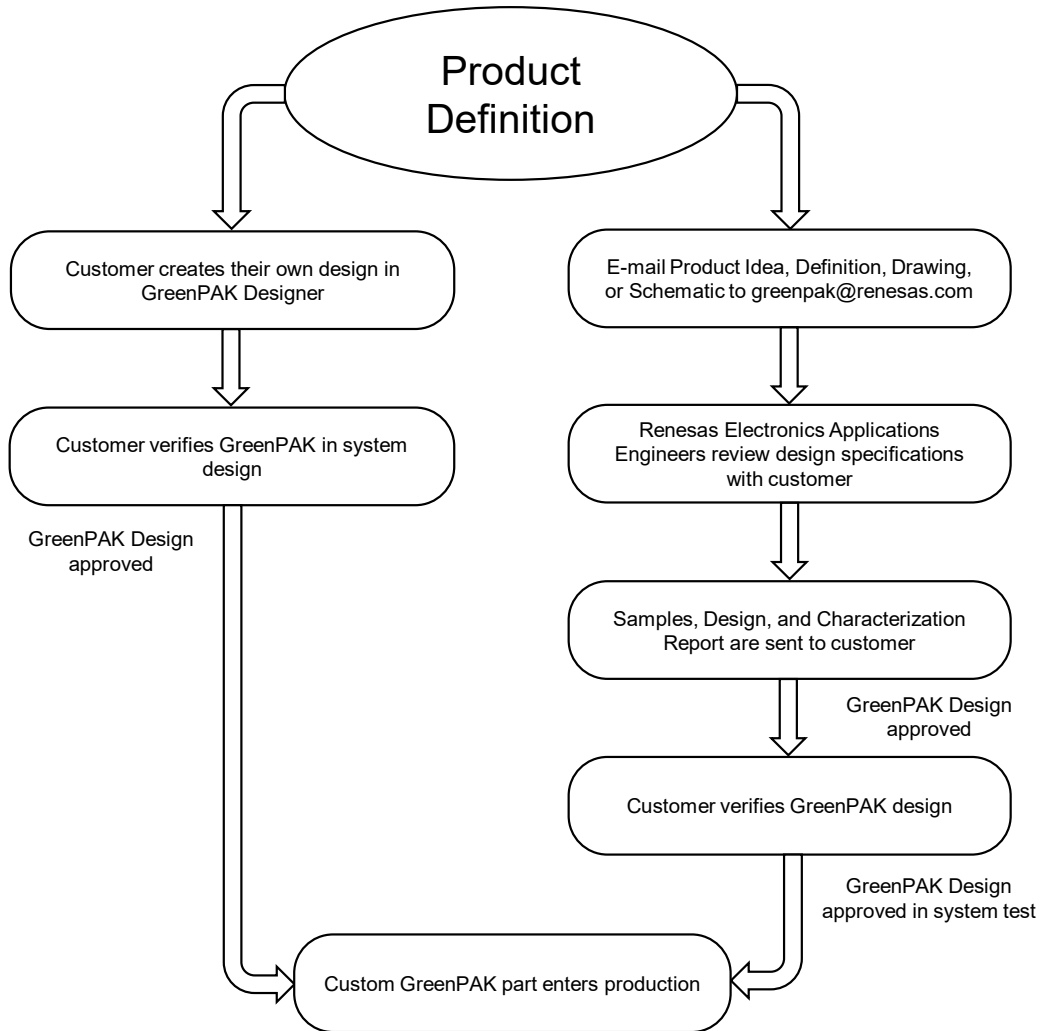 Product
Definition
Customer creates their own design in
GreenPAK Designer
E-mail Product Idea, Definition, Drawing,
or Schematic to greenpak@renesas.com
Customer verifies GreenPAK in system
design
Renesas Electronics Applications
Engineers review design specifications
with customer
GreenPAK Design
approved
Samples, Design, and Characterization
Report are sent to customer
GreenPAK Design
approved
Customer verifies GreenPAK design
GreenPAK Design
approved in system test
Custom GreenPAK part enters production